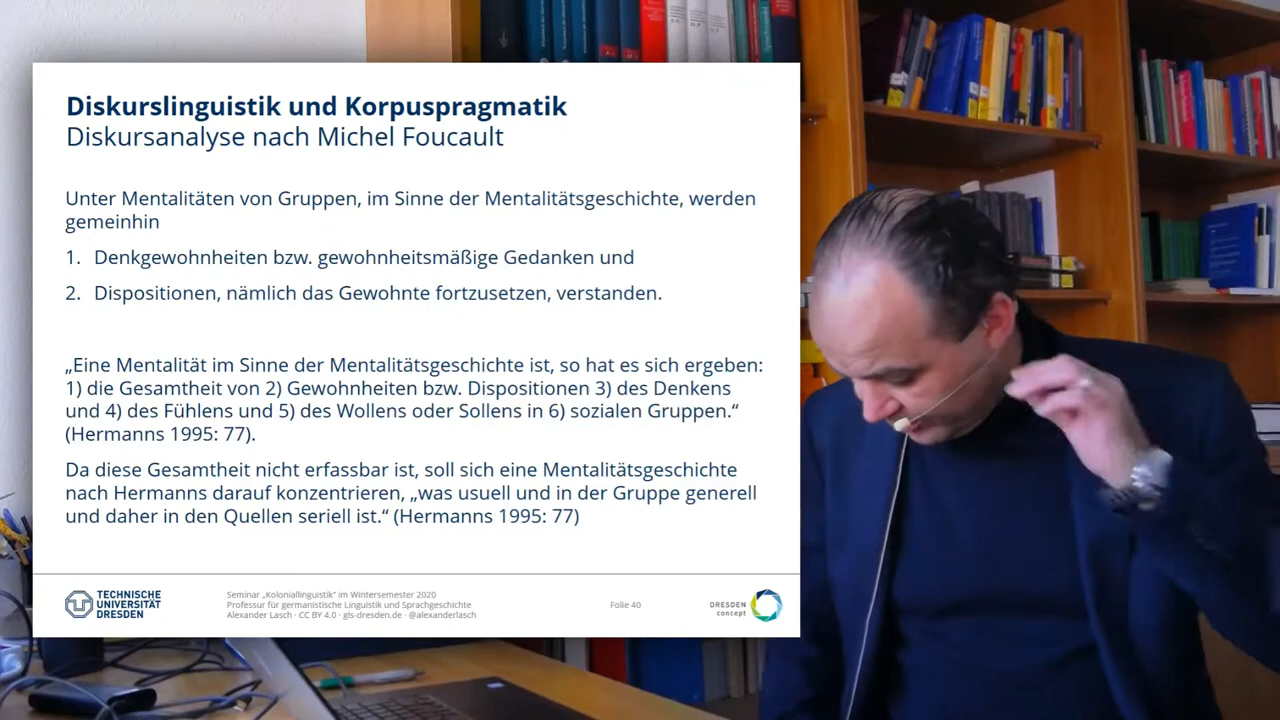 Diskurslinguistik und Korpuspragmatik
Diskursanalyse nach Michel Foucault
Unter Mentalitäten von Gruppen, im Sinne der Mentalitätsgeschichte, werden
gemeinhin
1. Denkgewohnheiten bzw. gewohnheitsmäßige Gedanken und
2. Dispositionen, nämlich das Gewohnte fortzusetzen, verstanden.
„Eine Mentalität im Sinne der Mentalitätsgeschichte ist, so hat es sich ergeben:
1) die Gesamtheit von 2) Gewohnheiten bzw. Dispositionen 3) des Denkens
und 4) des Fühlens und 5) des Wollens oder Sollens in 6) sozialen Gruppen.“
(Hermanns 1995: 77).
Da diese Gesamtheit nicht erfassbar ist, soll sich eine Mentalitätsgeschichte
nach Hermanns darauf konzentrieren, „was usuell und in der Gruppe generell
und daher in den Quellen seriell ist.“ (Hermanns 1995: 77)
TECHNISCHE
UNIVERSITÄT
DRESDEN
Seminar „Koloniallinguistik“ im Wintersemester 2020
Professur für germanistische Linguistik und Sprachgeschichte
Alexander Lasch · CC BY 4.0 · gls-dresden.de · @alexanderlasch
Folie 40
DRESDEN
concept